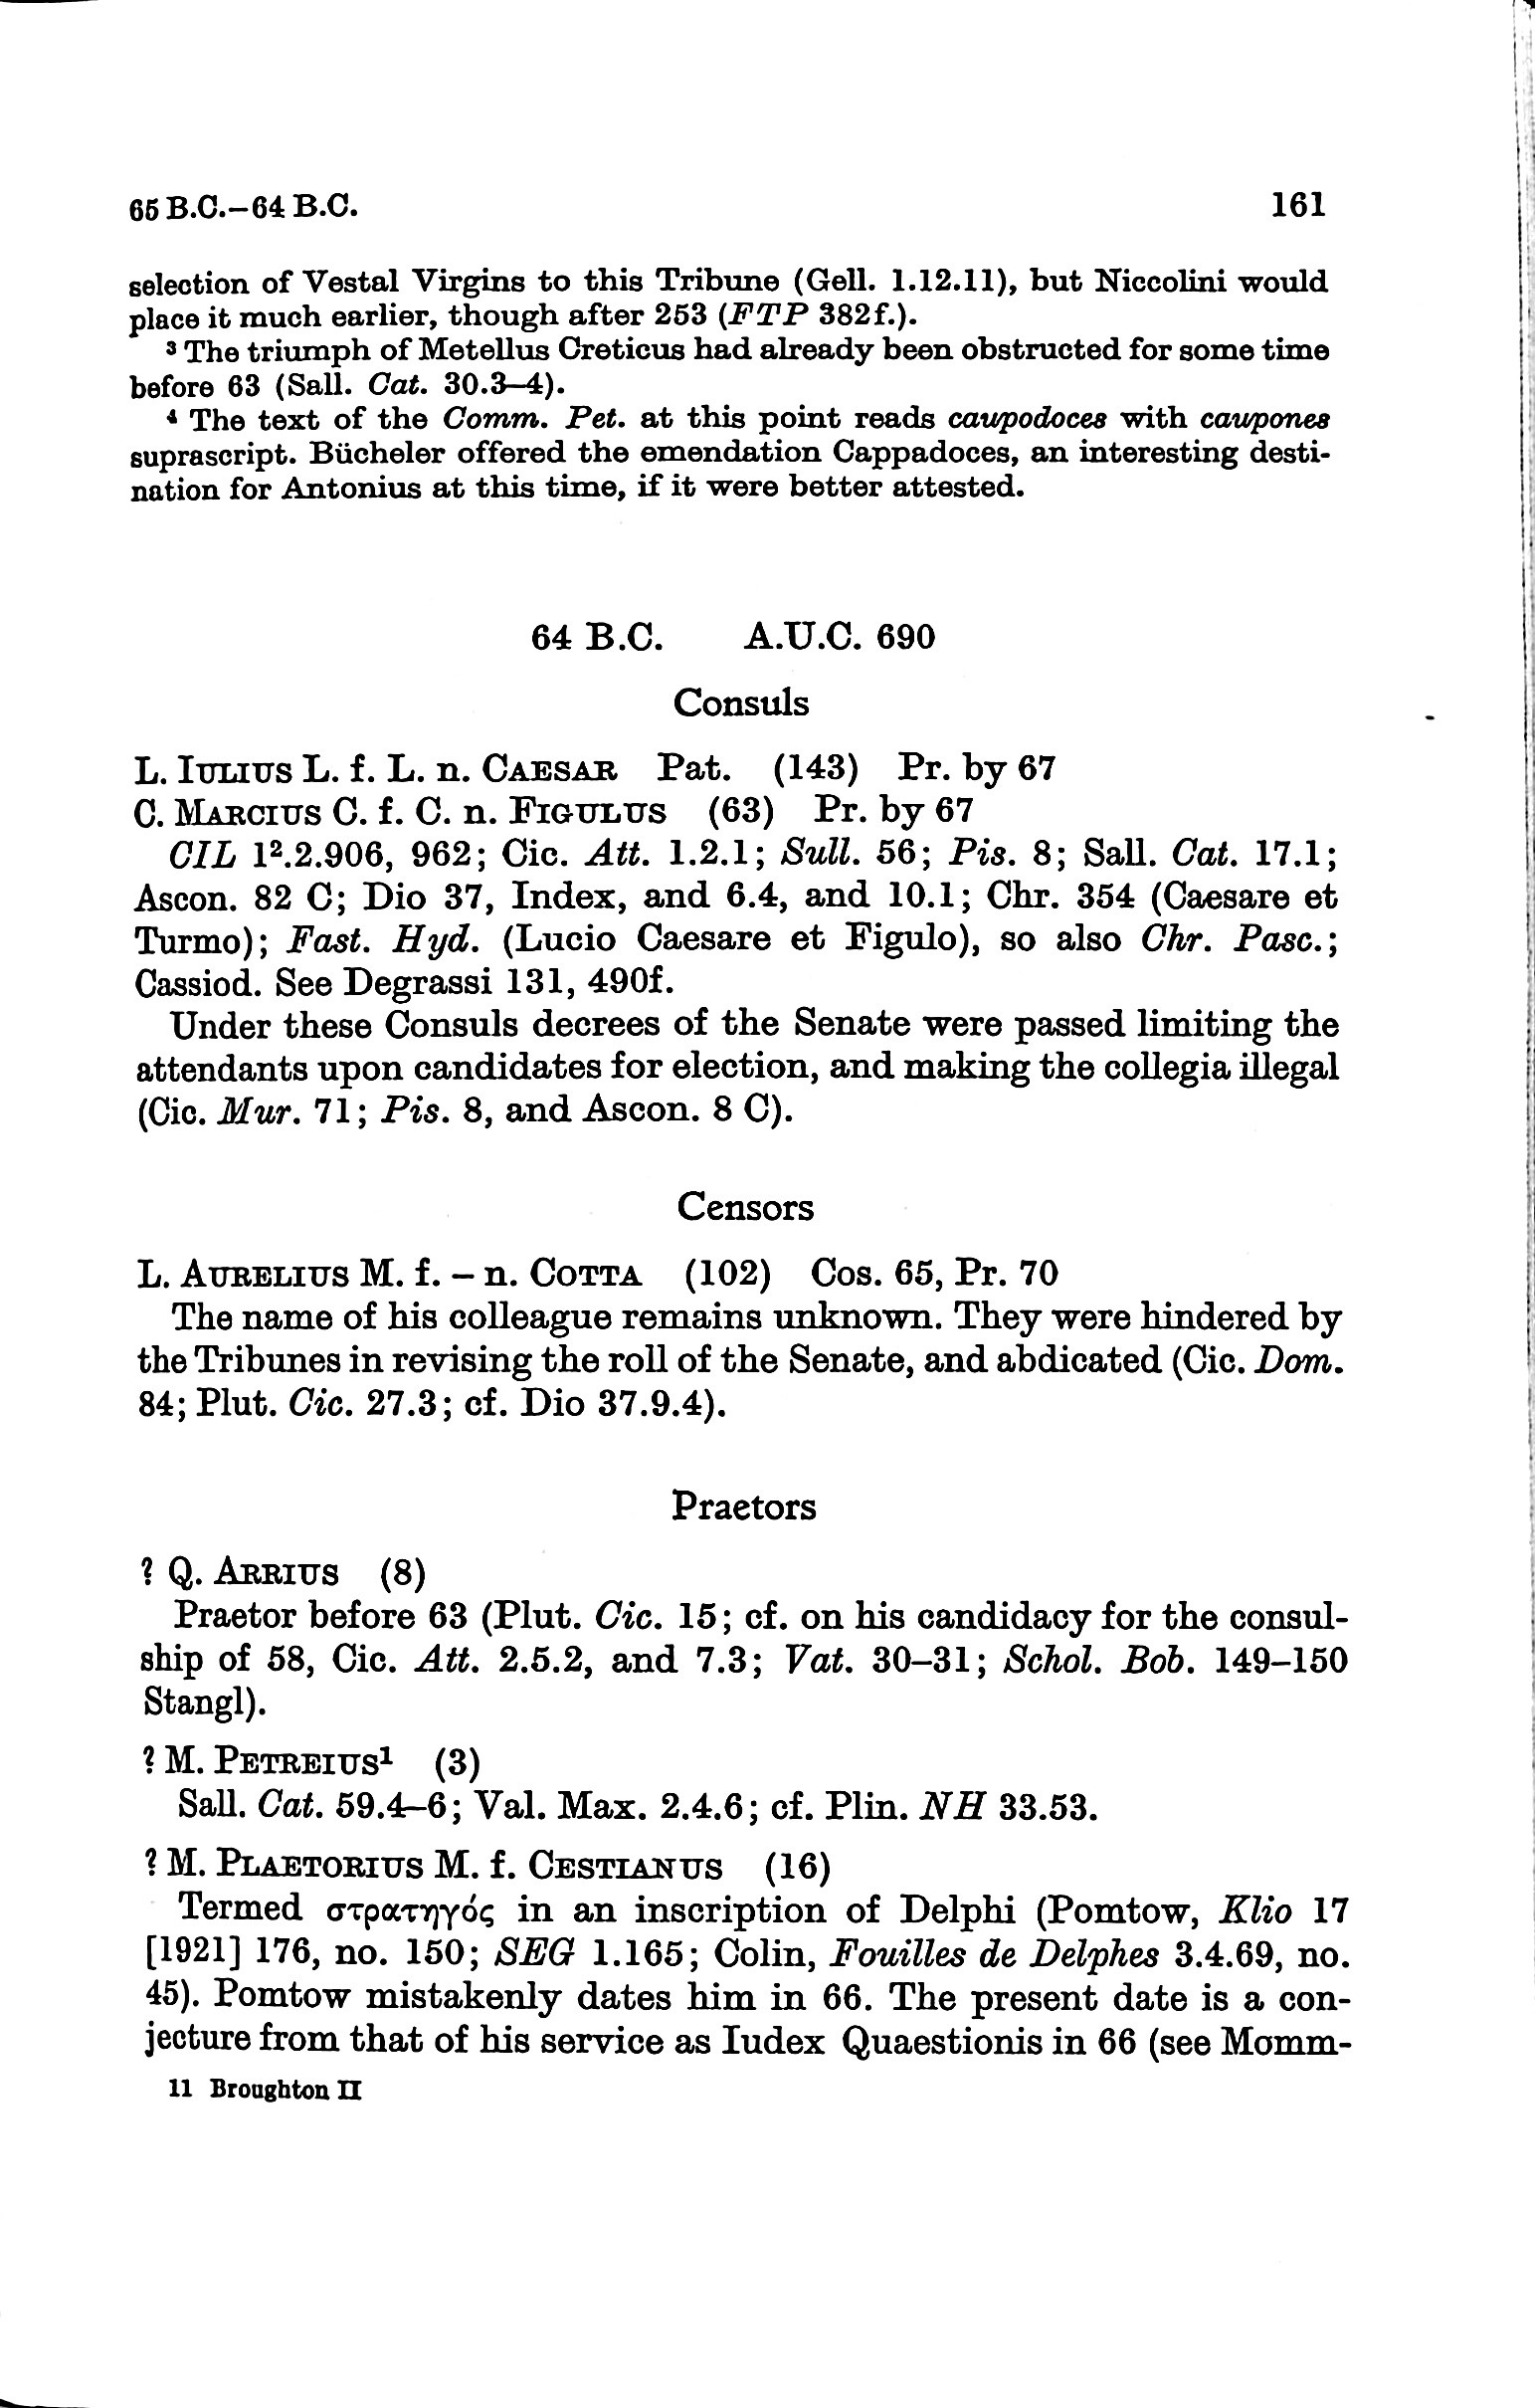 65 B.C.–64 B.C. 161
selection of Vestal Virgins to this Tribune (Gell. 1.12.11), but Niccolini would
place it much earlier, though after 253 (FTP 382f.).
³ The triumph of Metellus Creticus had already been obstructed for some time
before 63 (Sall. Cat. 30.3–4).
⁴ The text of the Comm. Pet. at this point reads caupodoces with caupones
suprascript. Bücheler offered the emendation Cappadoces, an interesting desti-
nation for Antonius at this time, if it were better attested.
64 B.C. A.U.C. 690
Consuls
L. Iulius L. f. L. n. Caesar Pat. (143) Pr. by 67
C. Marcius C. f. C. n. Figulus (63) Pr. by 67
CIL 1².2.906, 962; Cic. Att. 1.2.1; Sull. 56; Pis. 8; Sall. Cat. 17.1;
Ascon. 82 C; Dio 37, Index, and 6.4, and 10.1; Chr. 354 (Caesare et
Turmo); Fast. Hyd. (Lucio Caesare et Figulo), so also Chr. Pasc.;
Cassiod. See Degrassi 131, 490f.
Under these Consuls decrees of the Senate were passed limiting the
attendants upon candidates for election, and making the collegia illegal
(Cic. Mur. 71; Pis. 8, and Ascon. 8 C).
Censors
L. Aurelius M. f. – n. Cotta (102) Cos. 65, Pr. 70
The name of his colleague remains unknown. They were hindered by
the Tribunes in revising the roll of the Senate, and abdicated (Cic. Dom.
84; Plut. Cic. 27.3; cf. Dio 37.9.4).
Praetors
? Q. Arrius (8)
Praetor before 63 (Plut. Cic. 15; cf. on his candidacy for the consul-
ship of 58, Cic. Att. 2.5.2, and 7.3; Vat. 30–31; Schol. Bob. 149–150
Stangl).
? M. Petreius¹ (3)
Sall. Cat. 59.4–6; Val. Max. 2.4.6; cf. Plin. NH 33.53.
? M. Plaetorius M. f. Cestianus (16)
Termed στρατηγός in an inscription of Delphi (Pomtow, Klio 17
[1921] 176, no. 150; SEG 1.165; Colin, Fouilles de Delphes 3.4.69, no.
45). Pomtow mistakenly dates him in 66. The present date is a con-
jecture from that of his service as Iudex Quaestionis in 66 (see Momm-
11 Broughton II